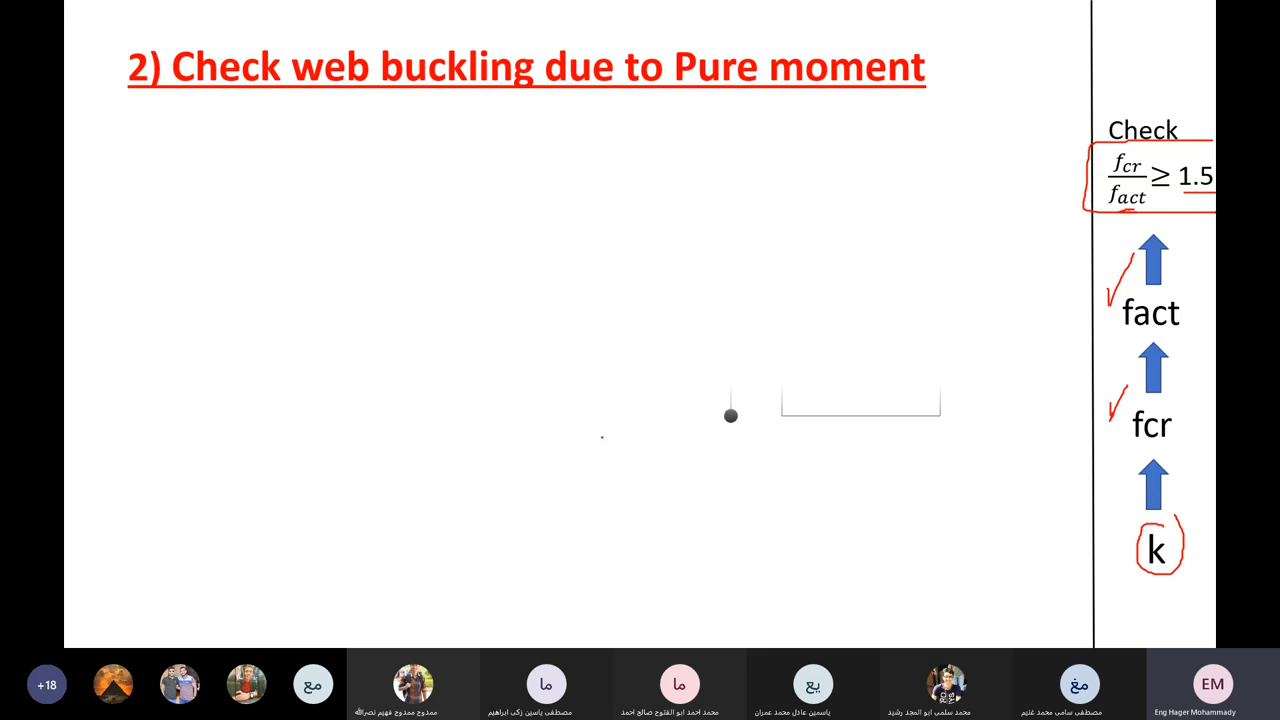 2) Check web buckling due to Pure moment
Check
fcr
fact
≥ 1.5
fact
fcr
k
+18
مع
ما
ما
يع
مغ
EM
ممدوح ممدوح فهيم نصرالله
مصطفى ياسين زكى ابراهيم
محمد احمد ابو الفتوح صالح احمد
ياسمين عادل محمد عمران
محمد سلمى ابو المجد رشيد
مصطفى سامى محمد غنيم
Eng Hager Mohammady